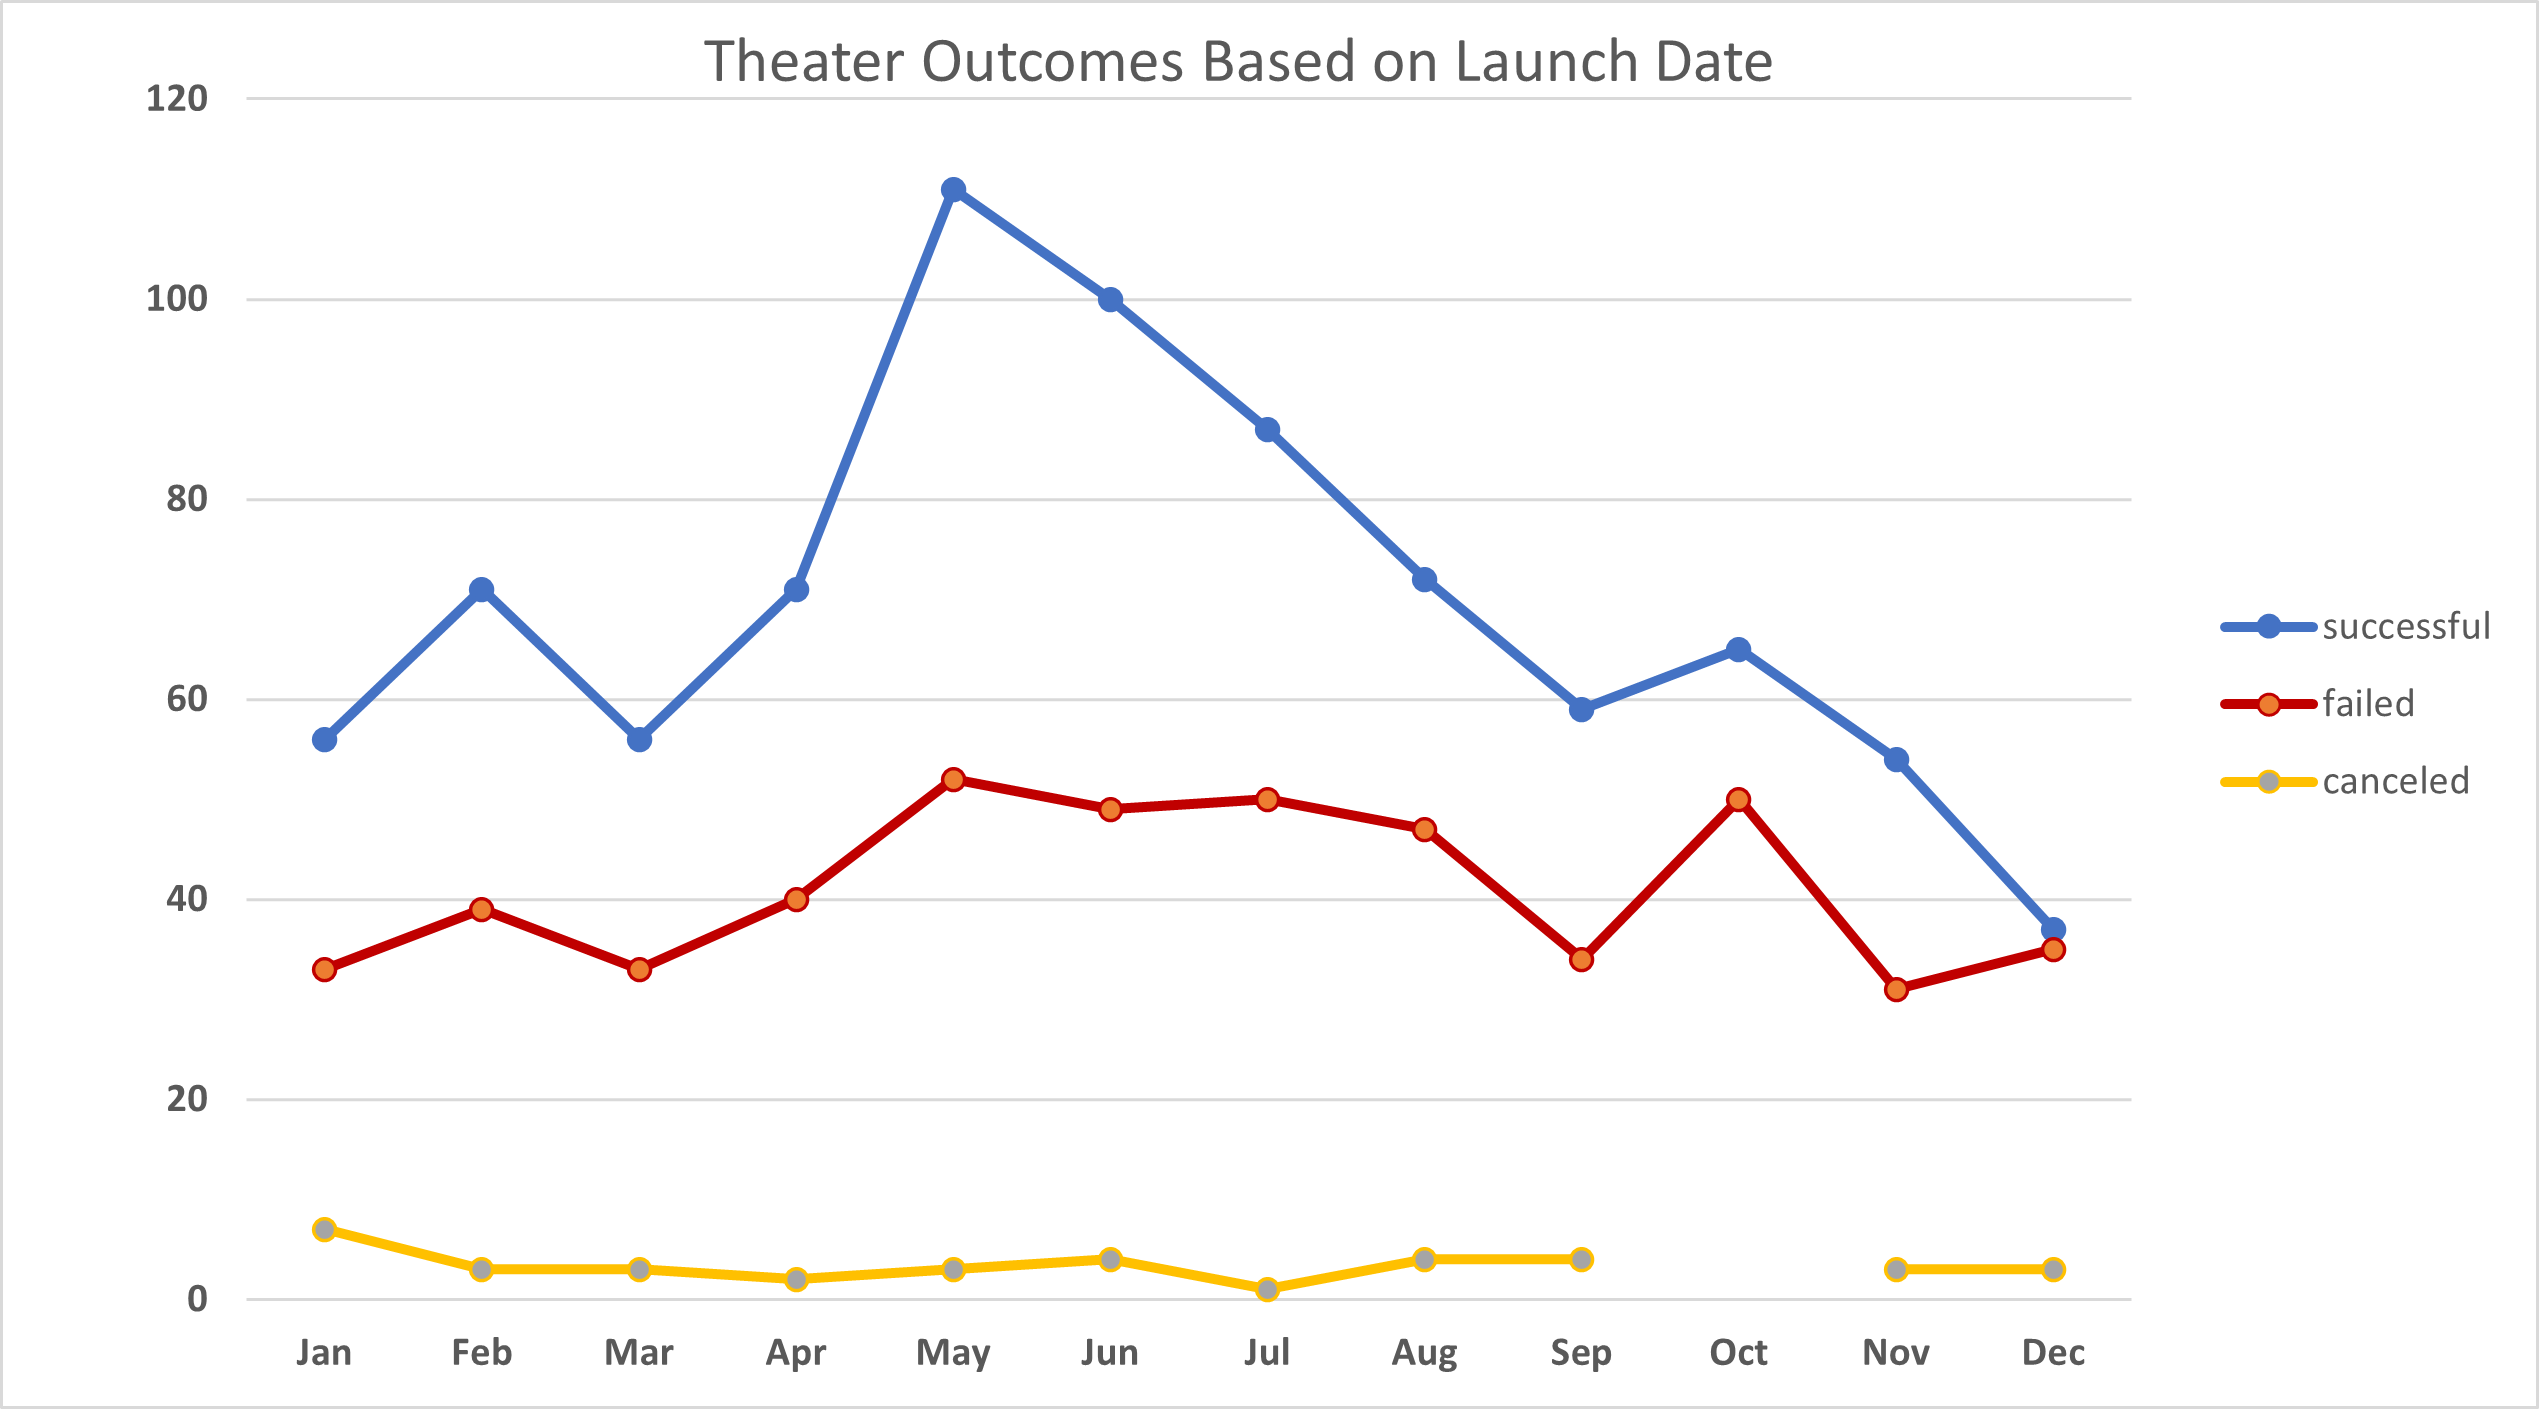 Theater Outcomes Based on Launch Date
120
100
80
60
40
20
0
Jan Feb Mar Apr May Jun Jul Aug Sep Oct Nov Dec
successful
failed
canceled